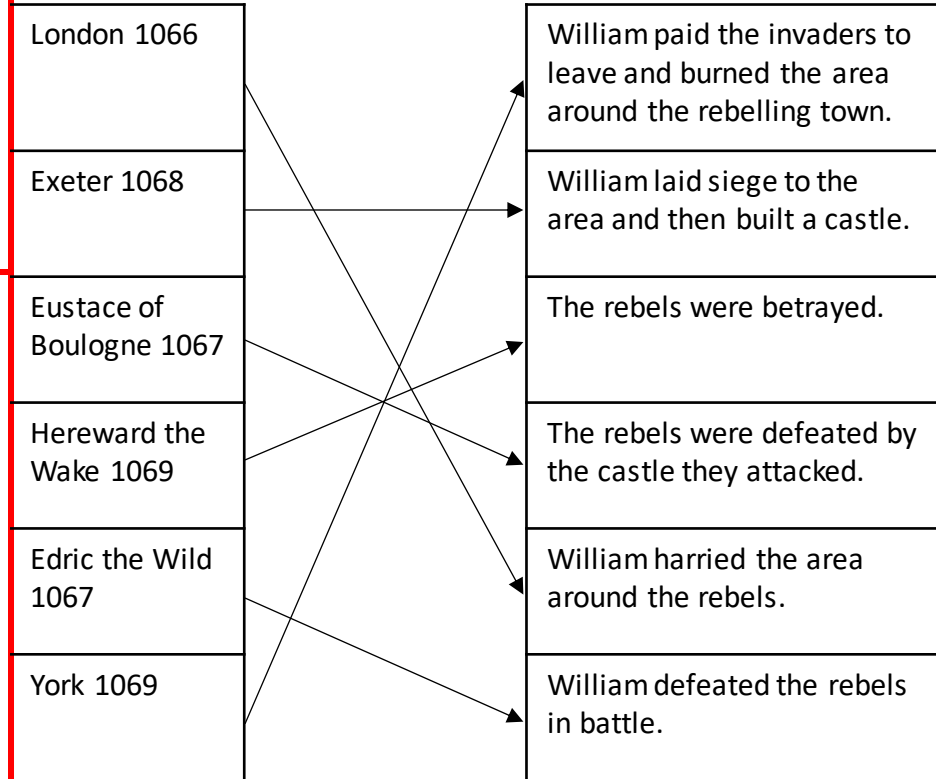 London 1066
Exeter 1068
Eustace of
Boulogne 1067
Hereward the
Wake 1069
Edric the Wild
1067
York 1069
William paid the invaders to
leave and burned the area
around the rebelling town.
William laid siege to the
area and then built a castle.
The rebels were betrayed.
The rebels were defeated by
the castle they attacked.
William harried the area
around the rebels.
William defeated the rebels
in battle.